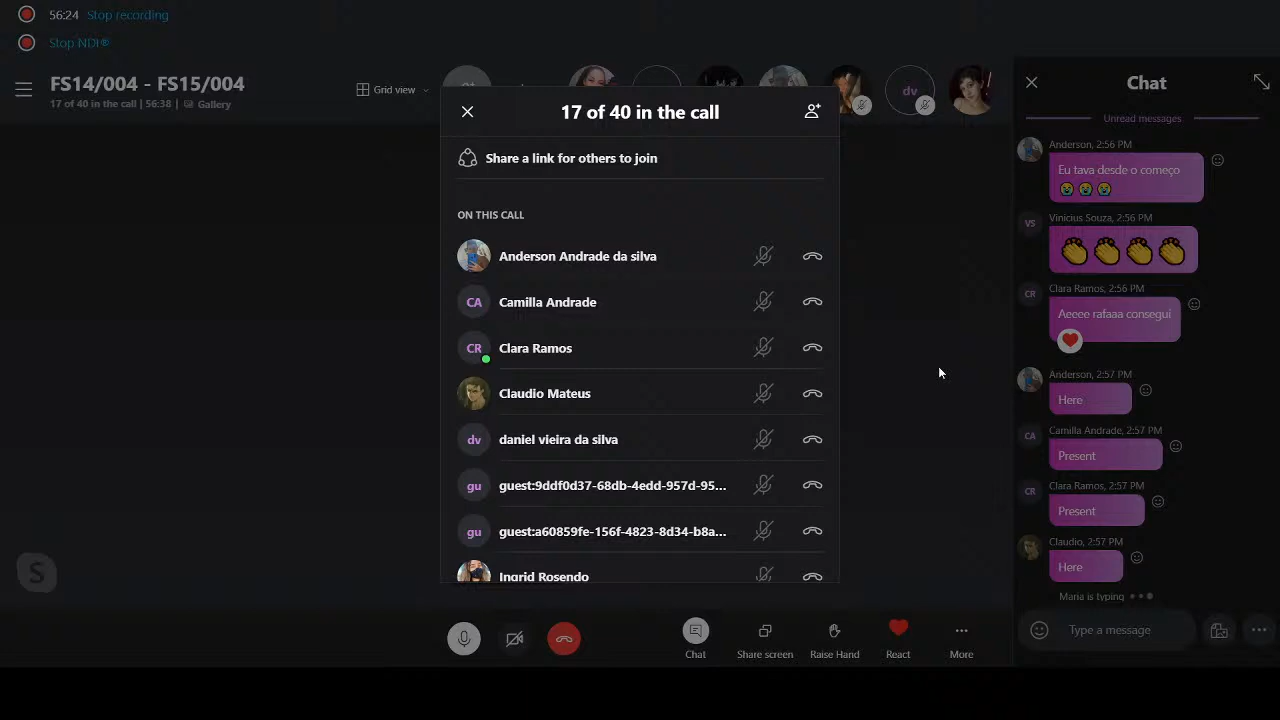 56:24 Stop recording
Stop NDI®
FS14/004 - FS15/004
17 of 40 in the call | 56:38 | Gallery
Grid view
dv
17 of 40 in the call
Share a link for others to join
ON THIS CALL
Anderson Andrade da silva
CA Camilla Andrade
CR Clara Ramos
Claudio Mateus
dv daniel vieira da silva
gu guest:9ddf0d37-68db-4edd-957d-95...
gu guest:a60859fe-156f-4823-8d34-b8a...
Ingrid Rosendo
S
Chat
Share screen
Raise Hand
React
More
Chat
Unread messages
Anderson, 2:56 PM
Eu tava desde o começo
😭😭😭
VS Vinicius Souza, 2:56 PM
👏👏👏👏
CR Clara Ramos, 2:56 PM
Aeeee rafaaa consegui
Anderson, 2:57 PM
Here
CA Camilla Andrade, 2:57 PM
Present
CR Clara Ramos, 2:57 PM
Present
Claudio, 2:57 PM
Here
Maria is typing
Type a message